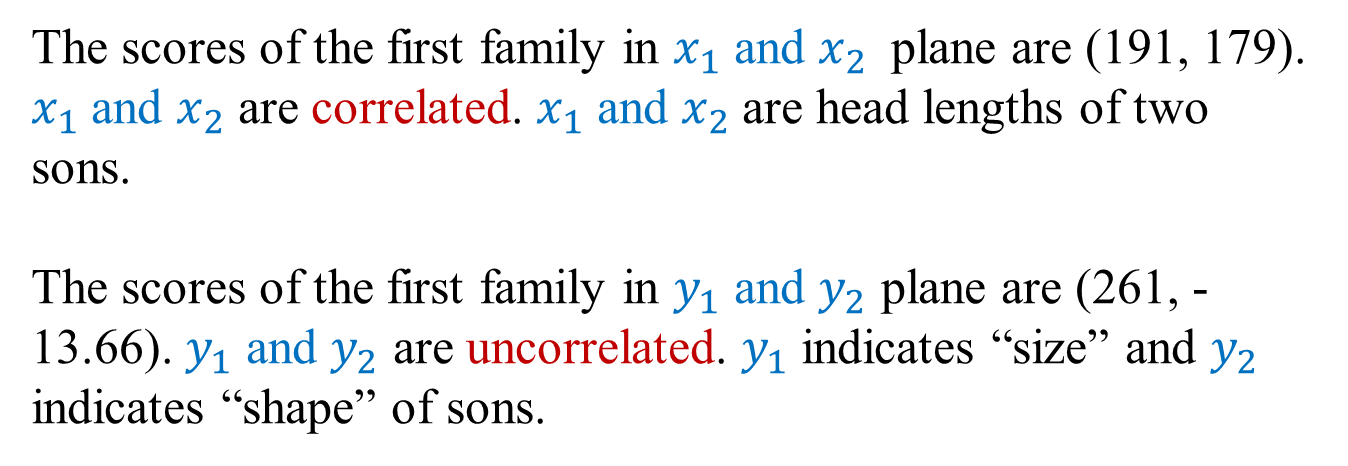 The scores of the first family in x₁ and x₂ plane are (191, 179).
x₁ and x₂ are correlated. x₁ and x₂ are head lengths of two
sons.
The scores of the first family in y₁ and y₂ plane are (261, -
13.66). y₁ and y₂ are uncorrelated. y₁ indicates “size” and y₂
indicates “shape” of sons.